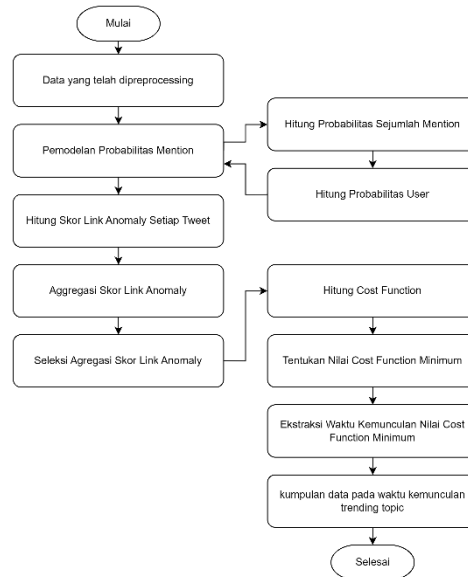 Mulai
Data yang telah dipreprocessing
Pemodelan Probabilitas Mention
Hitung Probabilitas Sejumlah Mention
Hitung Probabilitas User
Hitung Skor Link Anomaly Setiap Tweet
Aggregasi Skor Link Anomaly
Seleksi Agregasi Skor Link Anomaly
Hitung Cost Function
Tentukan Nilai Cost Function Minimum
Ekstraksi Waktu Kemunculan Nilai Cost
Function Minimum
kumpulan data pada waktu kemunculan
trending topic
Selesai